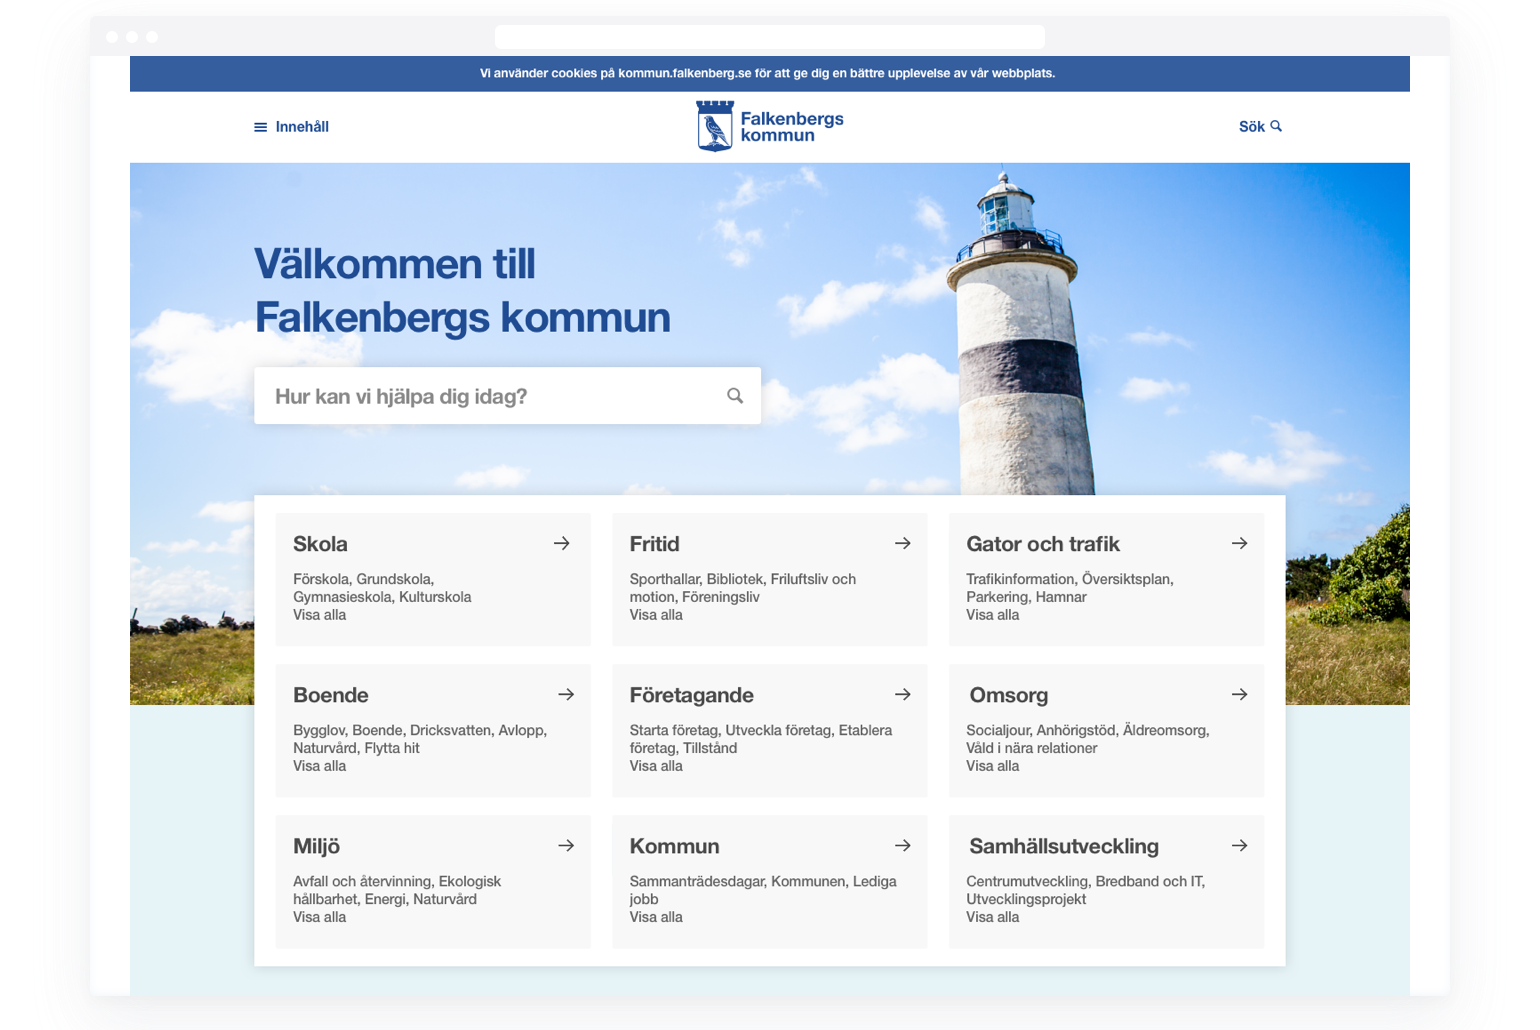 Vi använder cookies på kommun.falkenberg.se för att ge dig en bättre upplevelse av vår webbplats.
Innehåll
Falkenbergs
kommun
Sök
Välkommen till
Falkenbergs kommun
Hur kan vi hjälpa dig idag?
Skola
Förskola, Grundskola,
Gymnasieskola, Kulturskola
Visa alla
Fritid
Sporthallar, Bibliotek, Friluftsliv och
motion, Föreningsliv
Visa alla
Gator och trafik
Trafikinformation, Översiktsplan,
Parkering, Hamnar
Visa alla
Boende
Bygglov, Boende, Dricksvatten, Avlopp,
Naturvård, Flytta hit
Visa alla
Företagande
Starta företag, Utveckla företag, Etablera
företag, Tillstånd
Visa alla
Omsorg
Socialjour, Anhörigstöd, Äldreomsorg,
Våld i nära relationer
Visa alla
Miljö
Avfall och återvinning, Ekologisk
hållbarhet, Energi, Naturvård
Visa alla
Kommun
Sammanträdesdagar, Kommunen, Lediga
jobb
Visa alla
Samhällsutveckling
Centrumutveckling, Bredband och IT,
Utvecklingsprojekt
Visa alla